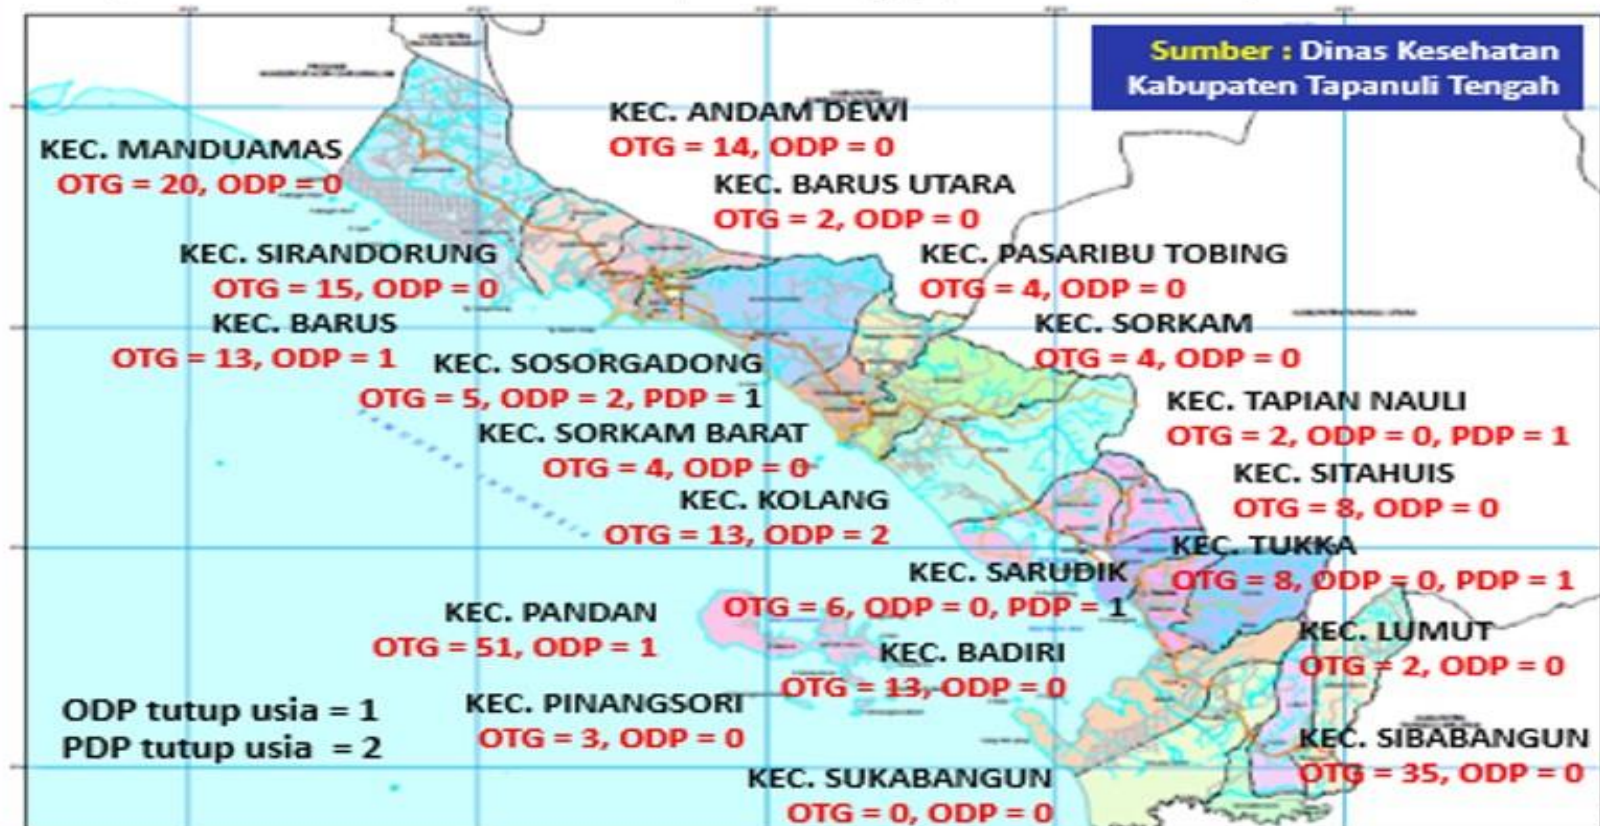 Sumber : Dinas Kesehatan
Kabupaten Tapanuli Tengah
KEC. ANDAM DEWI
OTG = 14, ODP = 0
KEC. MANDUAMAS
OTG = 20, ODP = 0
KEC. BARUS UTARA
OTG = 2, ODP = 0
KEC. SIRANDORUNG
OTG = 15, ODP = 0
KEC. PASARIBU TOBING
OTG = 4, ODP = 0
KEC. BARUS
OTG = 13, ODP = 1
KEC. SORKAM
OTG = 4, ODP = 0
KEC. SOSORGADONG
OTG = 5, ODP = 2, PDP = 1
KEC. TAPIAN NAULI
OTG = 2, ODP = 0, PDP = 1
KEC. SORKAM BARAT
OTG = 4, ODP = 0
KEC. SITAHUIS
OTG = 8, ODP = 0
KEC. KOLANG
OTG = 13, ODP = 2
KEC. TUKKA
OTG = 8, ODP = 0, PDP = 1
KEC. SARUDIK
OTG = 6, ODP = 0, PDP = 1
KEC. PANDAN
OTG = 51, ODP = 1
KEC. LUMUT
OTG = 2, ODP = 0
KEC. BADIRI
OTG = 13, ODP = 0
KEC. PINANGSORI
OTG = 3, ODP = 0
ODP tutup usia = 1
PDP tutup usia = 2
KEC. SIBABANGUN
OTG = 35, ODP = 0
KEC. SUKABANGUN
OTG = 0, ODP = 0